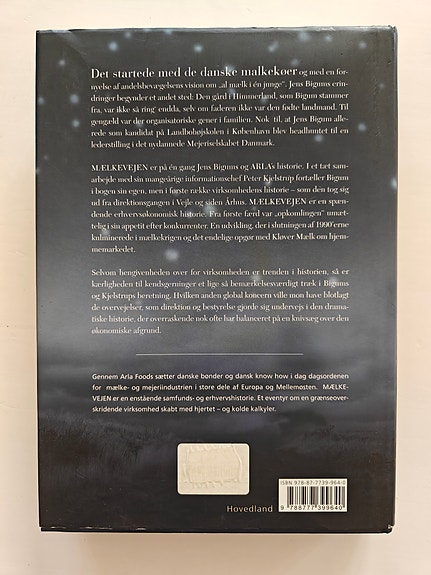 Det startede med de danske malkekøer og med en for-
nyelse af andelsbevægelsens vision om „al mælk i én junge“. Jens Bigums erin-
dringer begynder et andet sted: Den gård i Himmerland, som Bigum stammer
fra, var ikke så ring' endda, selv om faderen ikke var den fødte landmand. Til
gengæld var der organisatoriske gener i familien. Nok til, at Jens Bigum alle-
rede som kandidat på Landbohøjskolen i København blev headhuntet til en
lederstilling i det nydannede Mejeriselskabet Danmark.
MÆLKEVEJEN er på én gang Jens Bigums og ARLAs historie. I et tæt sam-
arbejde med sin mangeårige informationschef Peter Kjelstrup fortæller Bigum
i bogen sin egen, men i første række virksomhedens historie – som den tog sig
ud fra direktionsgangen i Vejle og siden Århus. MÆLKEVEJEN er en spæn-
dende erhvervsøkonomisk historie. Fra første færd var „opkomlingen“ umæt-
telig i sin appetit efter konkurrenter. En udvikling, der i slutningen af 1990'erne
kulminerede i mælkekrigen og det endelige opgør med Kløver Mælk om hjem-
memarkedet.
Selvom hengivenheden over for virksomheden er trenden i historien, så er
kærligheden til kendsgerninger et lige så bemærkelsesværdigt træk i Bigums
og Kjelstrups beretning. Hvilken anden global koncern ville mon have blotlagt
de overvejelser, som direktion og bestyrelse gjorde sig undervejs i den drama-
tiske historie, der overraskende nok ofte har balanceret på en knivsæg over den
økonomiske afgrund.
Gennem Arla Foods sætter danske bønder og dansk know how i dag dagsordenen
for mælke- og mejeriindustrien i store dele af Europa og Mellemøsten. MÆLKE-
VEJEN er en enstående samfunds- og erhvervshistorie. Et eventyr om en grænseover-
skridende virksomhed skabt med hjertet – og kolde kalkyler.
ISBN 978-87-7739-964-0
Hovedland
9 788777 399640